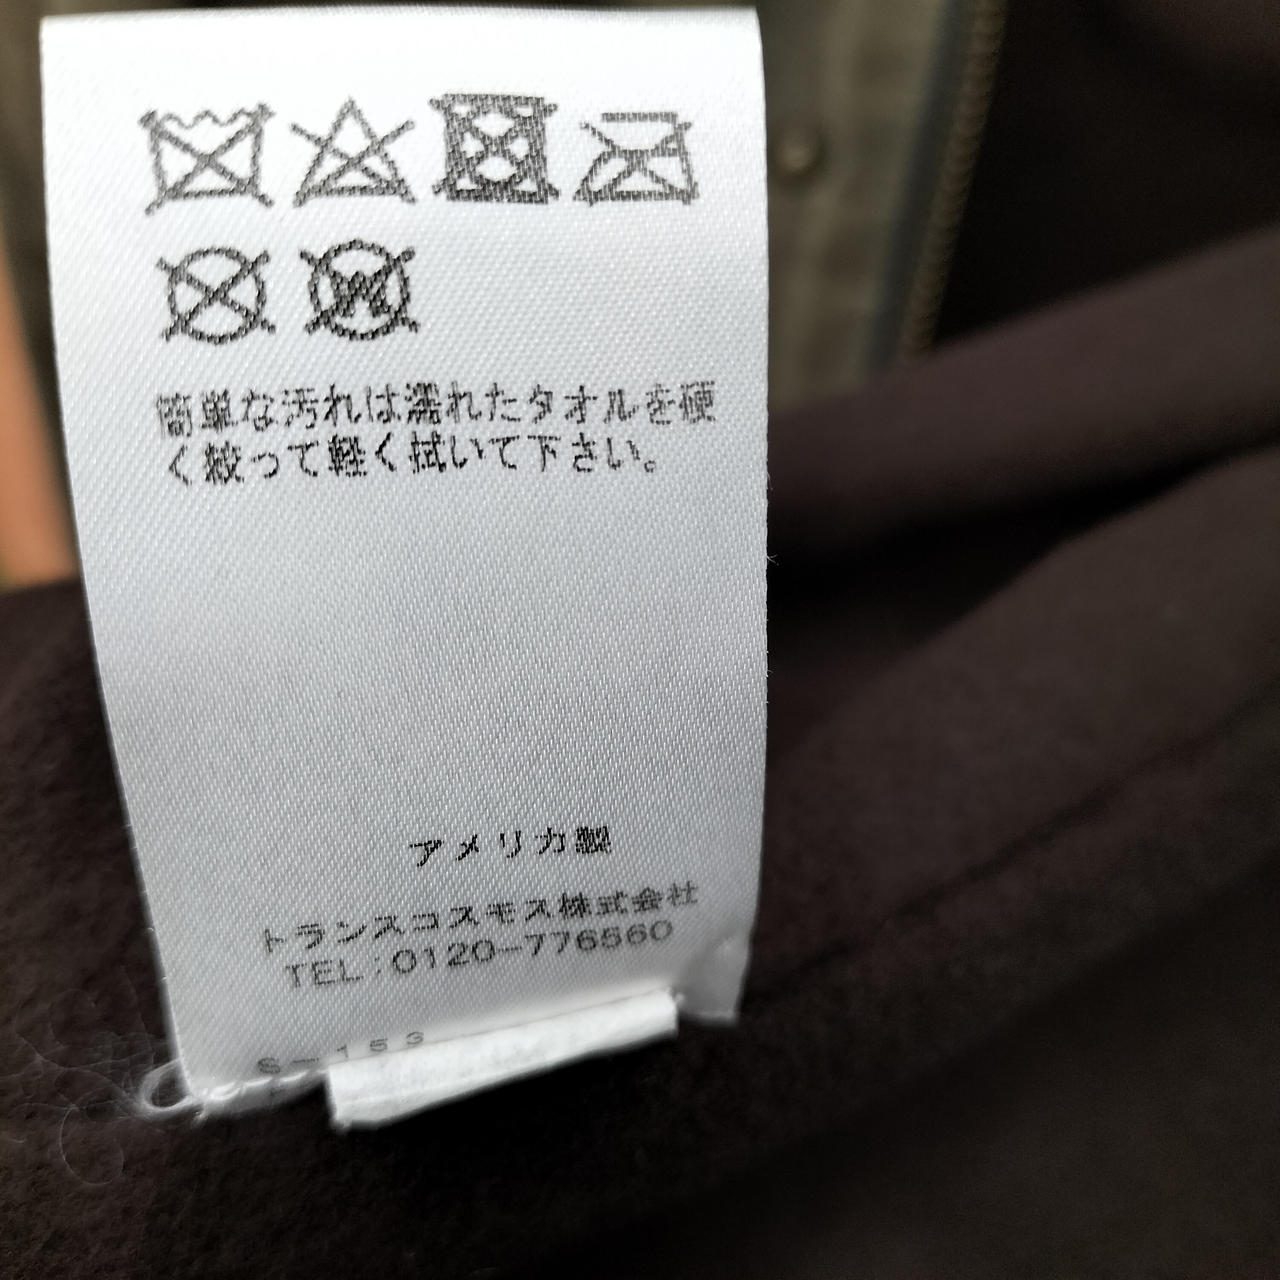 簡単な汚れは濡れたタオルを硬
く絞って軽く拭いて下さい。
アメリカ製
トランスコスモス株式会社
TEL:0120-776560
S-153